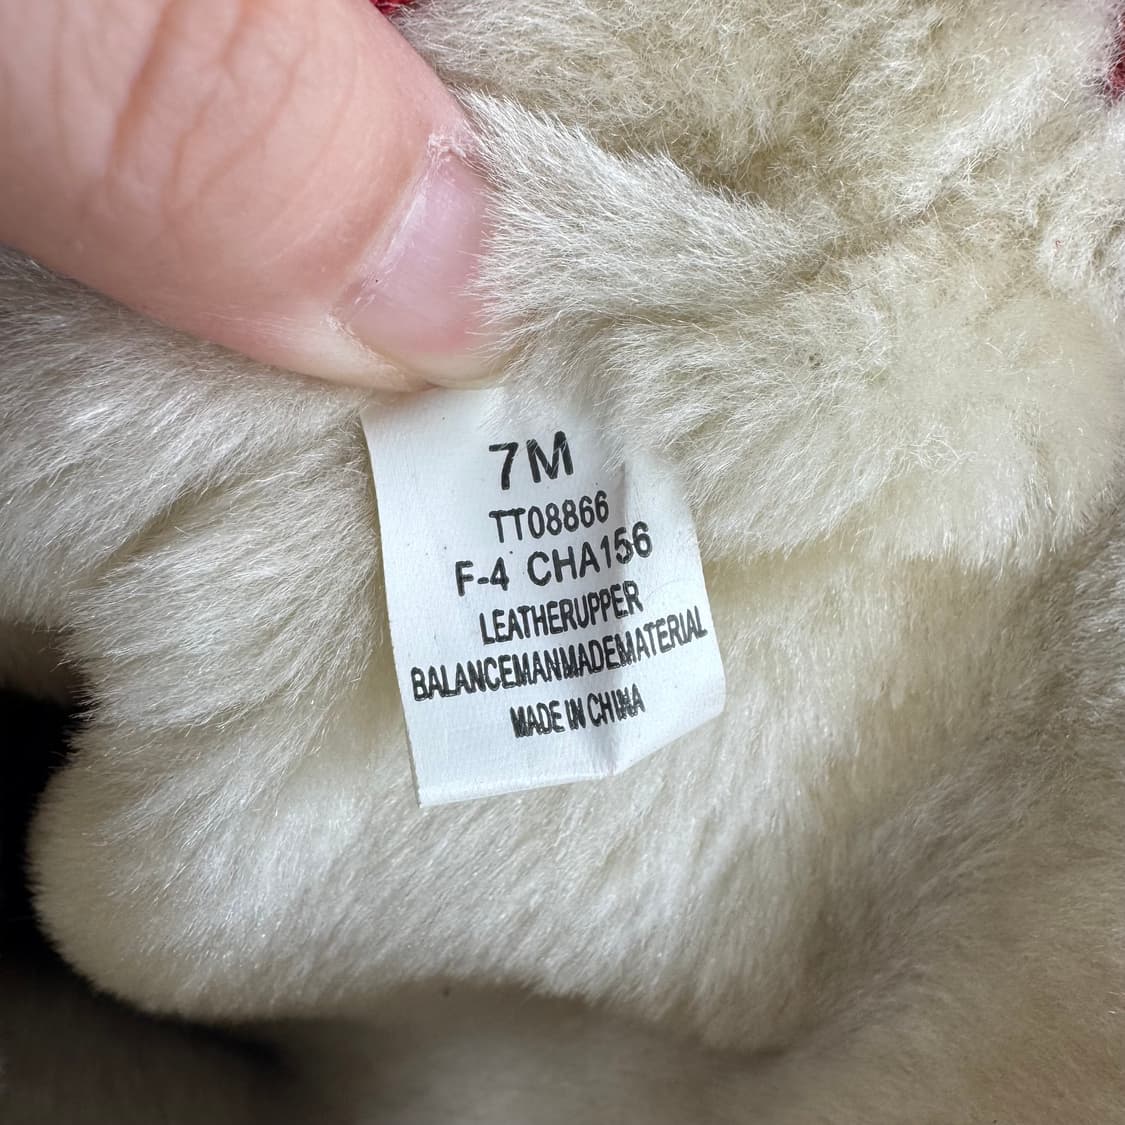 7M
TT08866
F-4 CHA156
LEATHERUPPER
BALANCEMANMADEMATERIAL
MADE IN CHINA